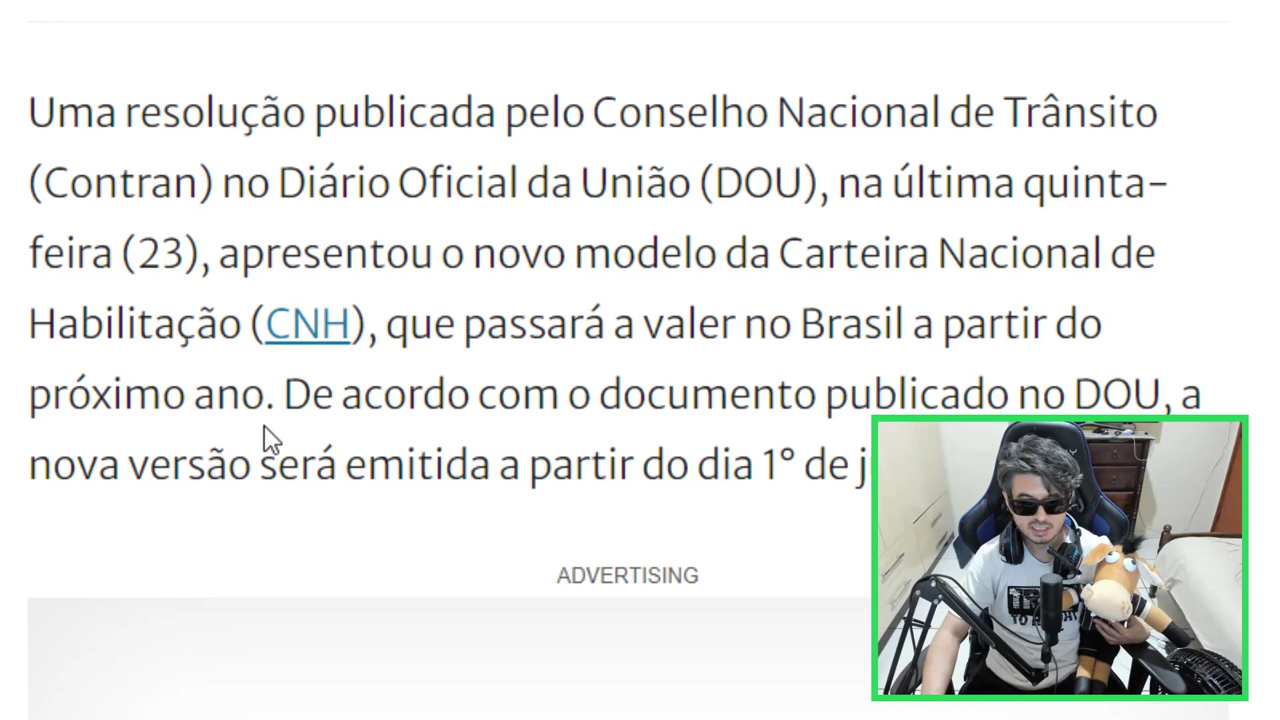 Uma resolução publicada pelo Conselho Nacional de Trânsito
(Contran) no Diário Oficial da União (DOU), na última quinta-
feira (23), apresentou o novo modelo da Carteira Nacional de
Habilitação (CNH), que passará a valer no Brasil a partir do
próximo ano. De acordo com o documento publicado no DOU, a
nova versão será emitida a partir do dia 1° de
ADVERTISING